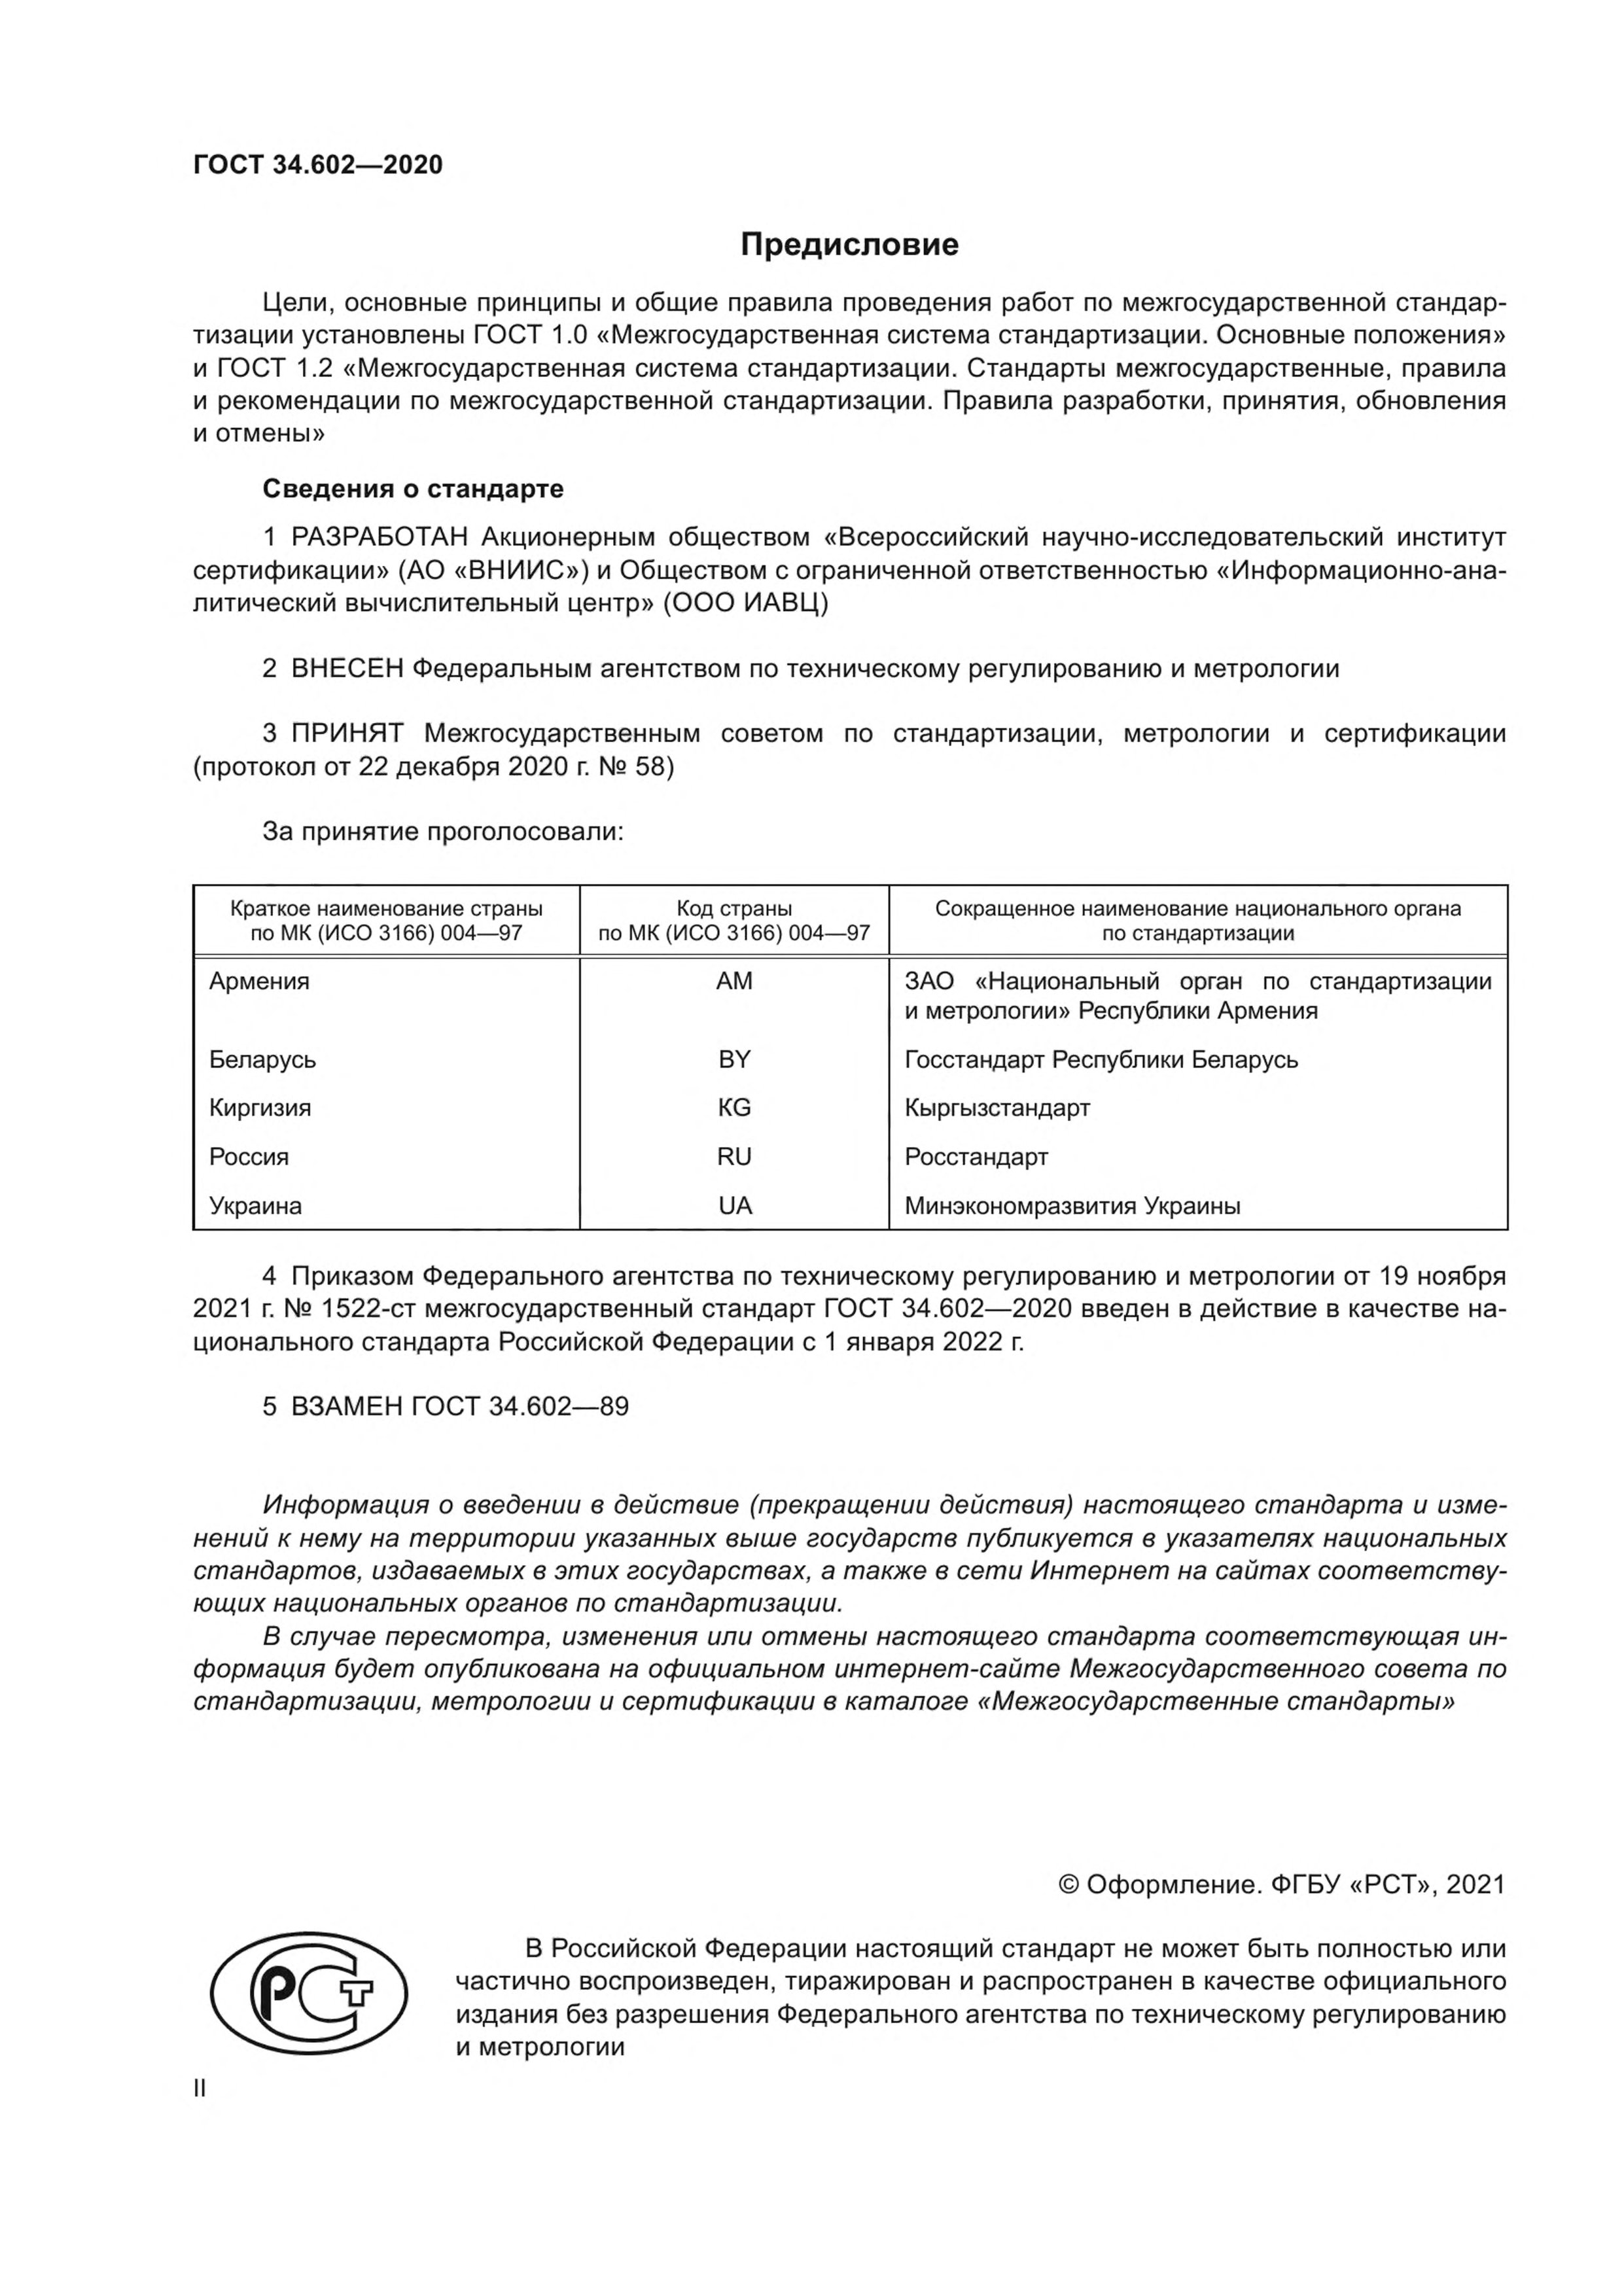 ГОСТ 34.602—2020
Предисловие
Цели, основные принципы и общие правила проведения работ по межгосударственной стандар-
тизации установлены ГОСТ 1.0 «Межгосударственная система стандартизации. Основные положения»
и ГОСТ 1.2 «Межгосударственная система стандартизации. Стандарты межгосударственные, правила
и рекомендации по межгосударственной стандартизации. Правила разработки, принятия, обновления
и отмены»
Сведения о стандарте
1 РАЗРАБОТАН Акционерным обществом «Всероссийский научно-исследовательский институт
сертификации» (АО «ВНИИС») и Обществом с ограниченной ответственностью «Информационно-ана-
литический вычислительный центр» (ООО ИАВЦ)
2 ВНЕСЕН Федеральным агентством по техническому регулированию и метрологии
3 ПРИНЯТ Межгосударственным советом по стандартизации, метрологии и сертификации
(протокол от 22 декабря 2020 г. № 58)
За принятие проголосовали:
Краткое наименование страны
по МК (ИСО 3166) 004—97
Код страны
по МК (ИСО 3166) 004—97
Сокращенное наименование национального органа
по стандартизации
Армения
AM
ЗАО «Национальный орган по стандартизации
и метрологии» Республики Армения
Беларусь
BY
Госстандарт Республики Беларусь
Киргизия
KG
Кыргызстандарт
Россия
RU
Росстандарт
Украина
UA
Минэкономразвития Украины
4 Приказом Федерального агентства по техническому регулированию и метрологии от 19 ноября
2021 г. № 1522-ст межгосударственный стандарт ГОСТ 34.602—2020 введен в действие в качестве на-
ционального стандарта Российской Федерации с 1 января 2022 г.
5 ВЗАМЕН ГОСТ 34.602—89
Информация о введении в действие (прекращении действия) настоящего стандарта и изме-
нений к нему на территории указанных выше государств публикуется в указателях национальных
стандартов, издаваемых в этих государствах, а также в сети Интернет на сайтах соответству-
ющих национальных органов по стандартизации.
В случае пересмотра, изменения или отмены настоящего стандарта соответствующая ин-
формация будет опубликована на официальном интернет-сайте Межгосударственного совета по
стандартизации, метрологии и сертификации в каталоге «Межгосударственные стандарты»
© Оформление. ФГБУ «РСТ», 2021
РСТ
В Российской Федерации настоящий стандарт не может быть полностью или
частично воспроизведен, тиражирован и распространен в качестве официального
издания без разрешения Федерального агентства по техническому регулированию
и метрологии
II